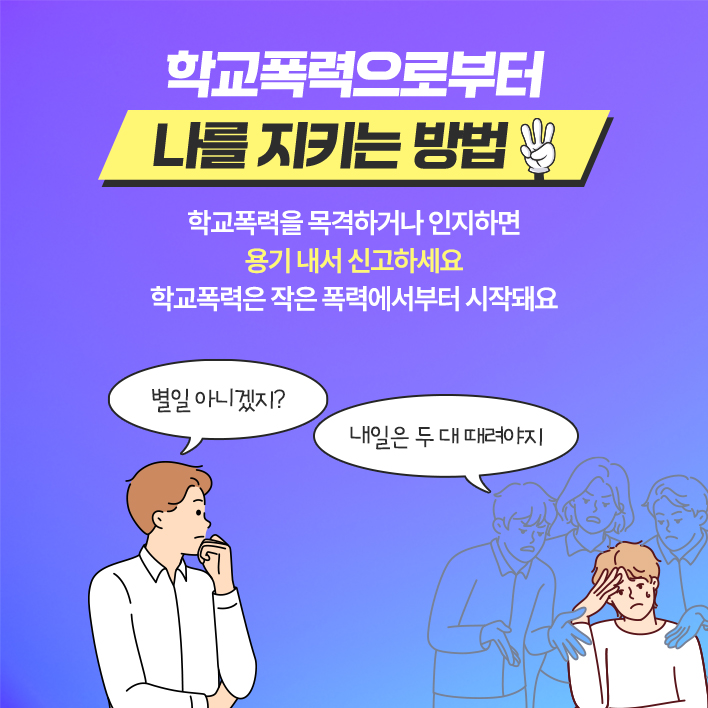 학교폭력으로부터
나를 지키는 방법
학교폭력을 목격하거나 인지하면
용기 내서 신고하세요
학교폭력은 작은 폭력에서부터 시작돼요
별일 아니겠지?
내일은 두 대 때려야지